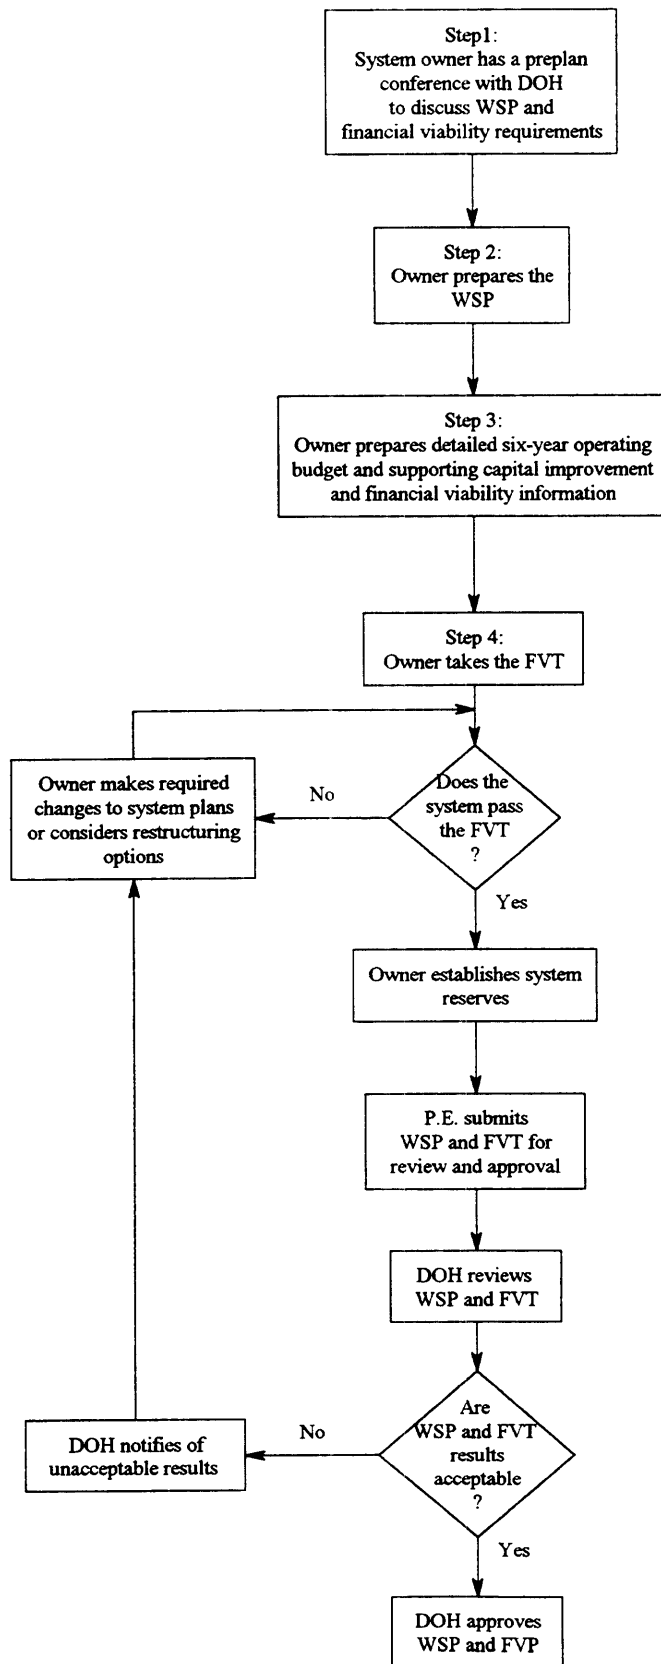 Step1:
System owner has a preplan
conference with DOH
to discuss WSP and
financial viability requirements
Step 2:
Owner prepares the
WSP
Step 3:
Owner prepares detailed six-year operating
budget and supporting capital improvement
and financial viability information
Step 4:
Owner takes the FVT
Owner makes required
changes to system plans
or considers restructuring
options
No
Does the
system pass
the FVT
?
Yes
Owner establishes system
reserves
P.E. submits
WSP and FVT for
review and approval
DOH reviews
WSP and FVT
DOH notifies of
unacceptable results
No
Are
WSP and FVT
results
acceptable
?
Yes
DOH approves
WSP and FVP